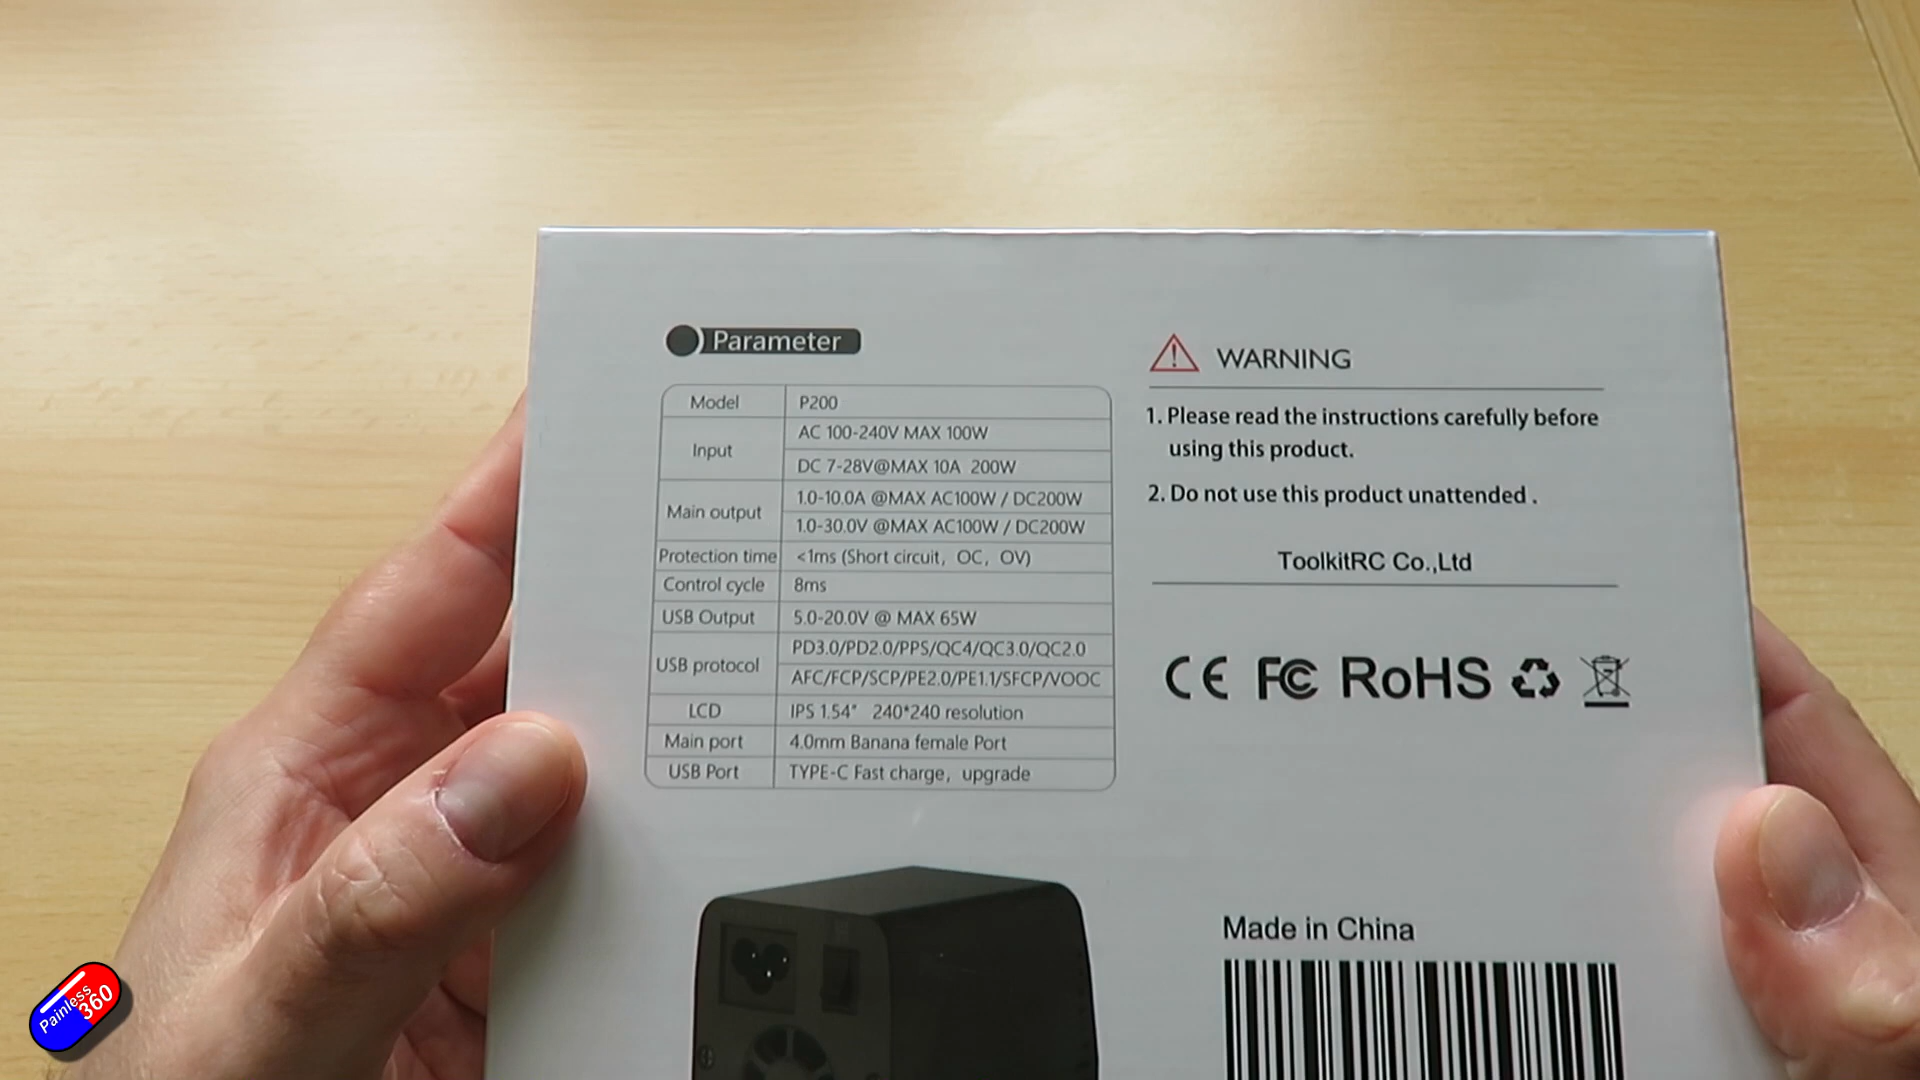 Parameter
Model P200
Input AC 100-240V MAX 100W
DC 7-28V@MAX 10A 200W
Main output 1.0-10.0A @MAX AC100W / DC200W
1.0-30.0V @MAX AC100W / DC200W
Protection time <1ms (Short circuit, OC, OV)
Control cycle 8ms
USB Output 5.0-20.0V @ MAX 65W
USB protocol PD3.0/PD2.0/PPS/QC4/QC3.0/QC2.0
AFC/FCP/SCP/PE2.0/PE1.1/SFCP/VOOC
LCD IPS 1.54" 240*240 resolution
Main port 4.0mm Banana female Port
USB Port TYPE-C Fast charge, upgrade
WARNING
1. Please read the instructions carefully before
using this product.
2. Do not use this product unattended .
ToolkitRC Co.,Ltd
CE FC RoHS
Made in China
Painless
360